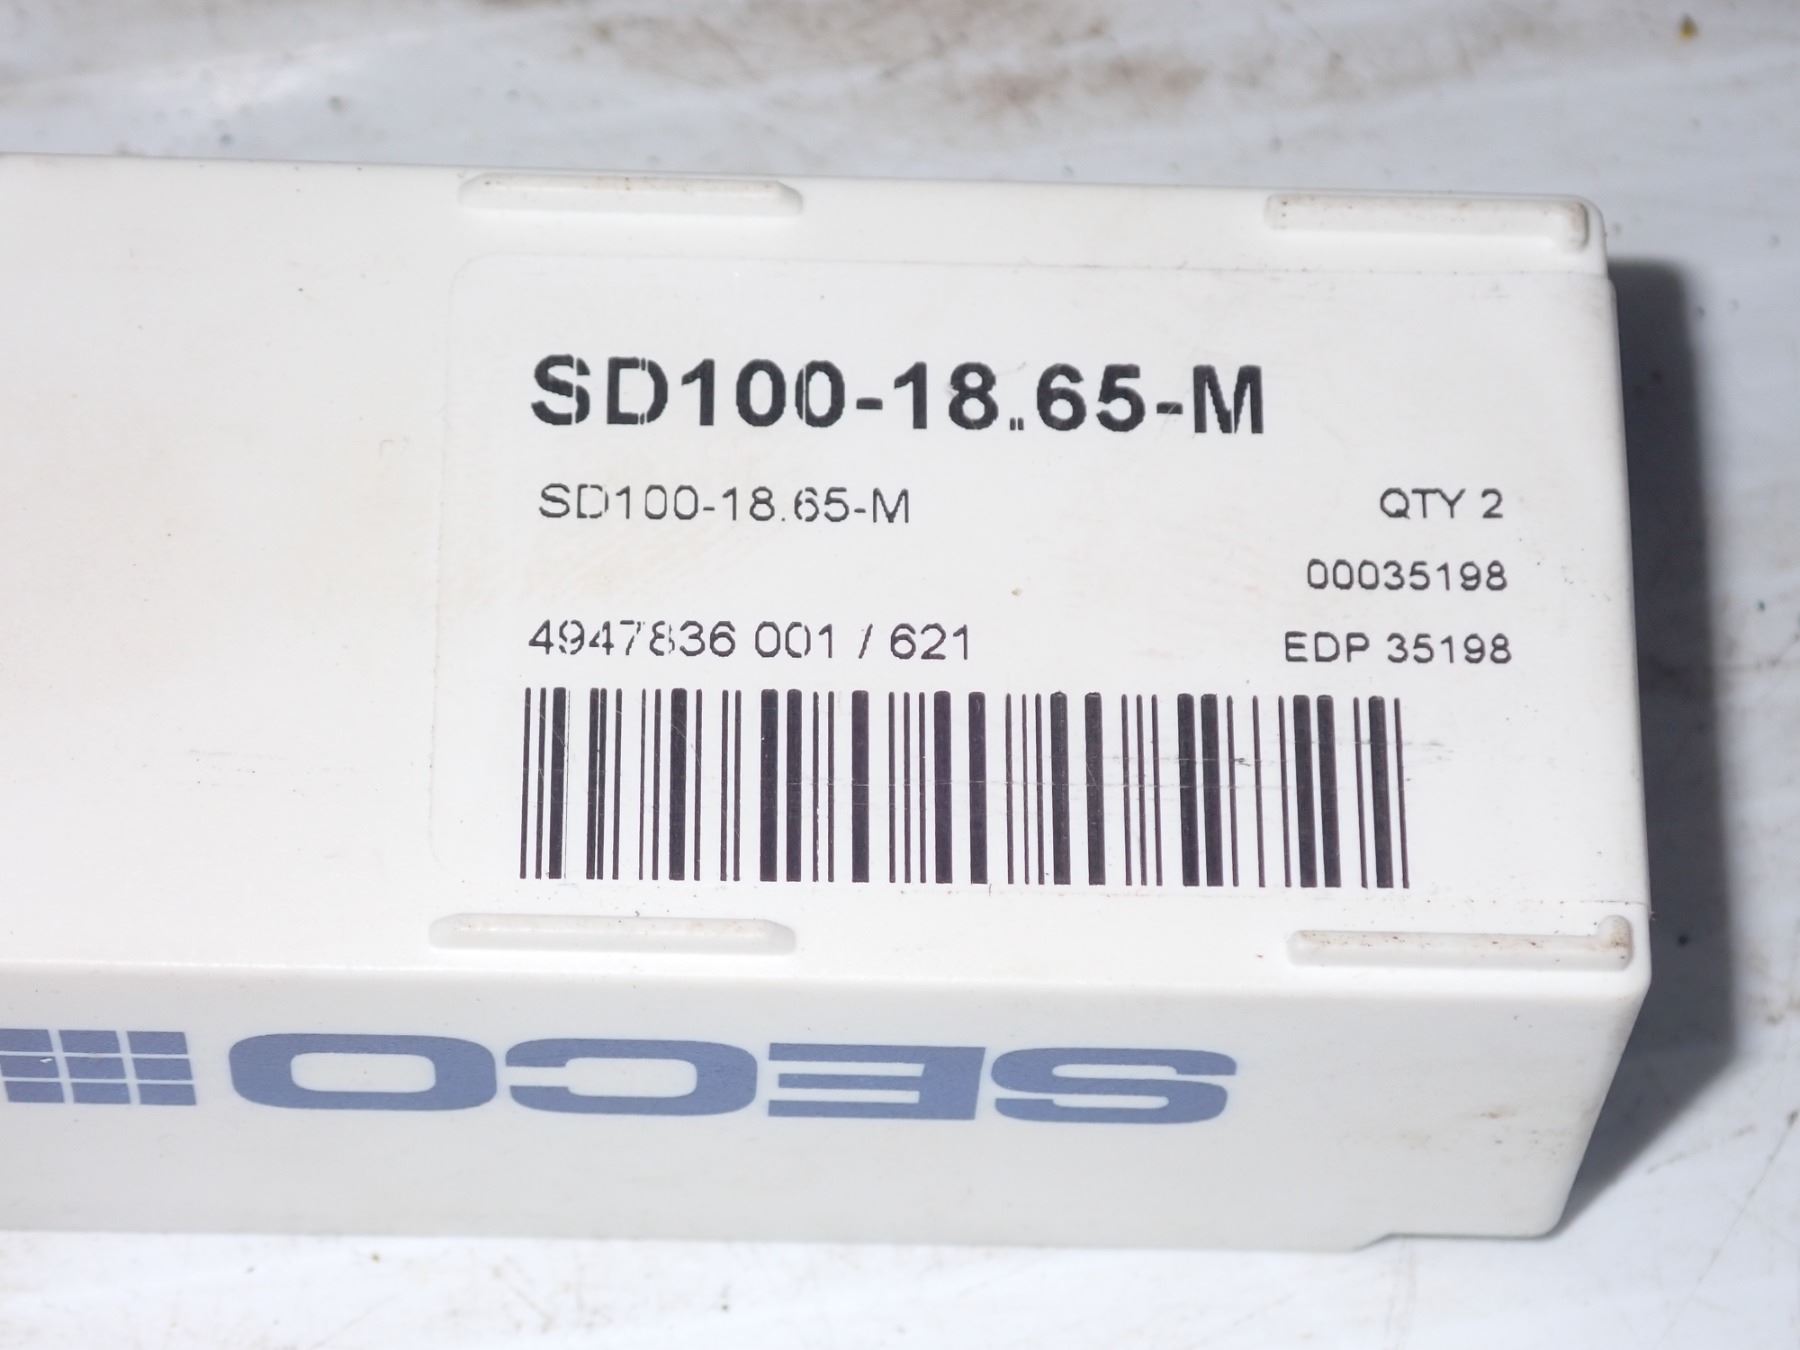 SD100-18.65-M
SD100-18.65-M
QTY 2
00035198
4947836 001 / 621
EDP 35198
SECO